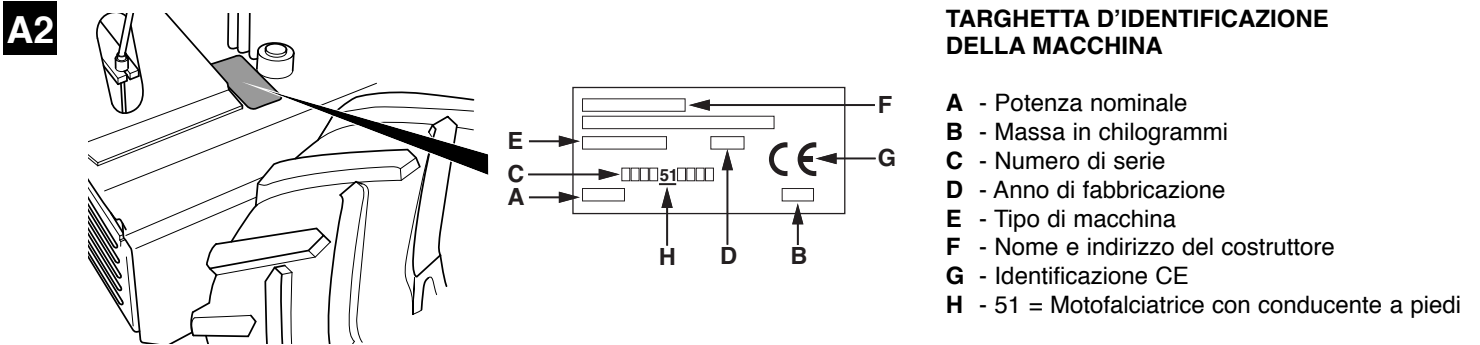 A2
TARGHETTA D’IDENTIFICAZIONE
DELLA MACCHINA
A - Potenza nominale
B - Massa in chilogrammi
C - Numero di serie
D - Anno di fabbricazione
E - Tipo di macchina
F - Nome e indirizzo del costruttore
G - Identificazione CE
H - 51 = Motofalciatrice con conducente a piedi
F
E
CE
G
C
51
A
H
D
B